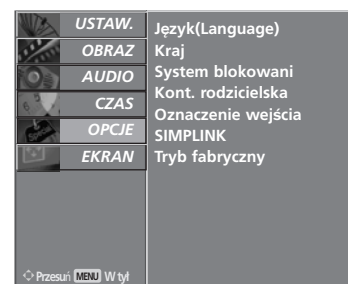 USTAW.
OBRAZ
AUDIO
CZAS
OPCJE
EKRAN
Przesuń MENU W tył
Język(Language)
Kraj
System blokowani
Kont. rodzicielska
Oznaczenie wejścia
SIMPLINK
Tryb fabryczny